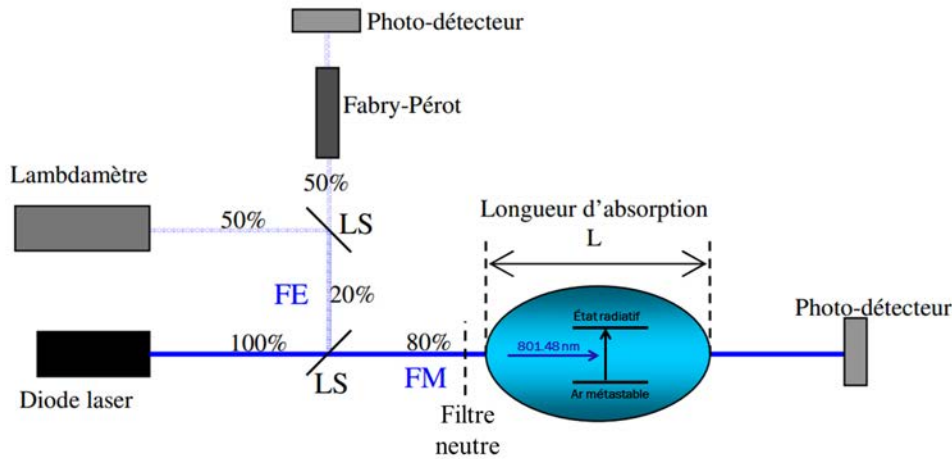 Photo-détecteur
Fabry-Pérot
Lambdamètre
50%
50%
LS
Longueur d'absorption
L
FE
20%
Photo-détecteur
État radiatif
801.48 nm
Ar métastable
100%
80%
LS
FM
Diode laser
Filtre
neutre